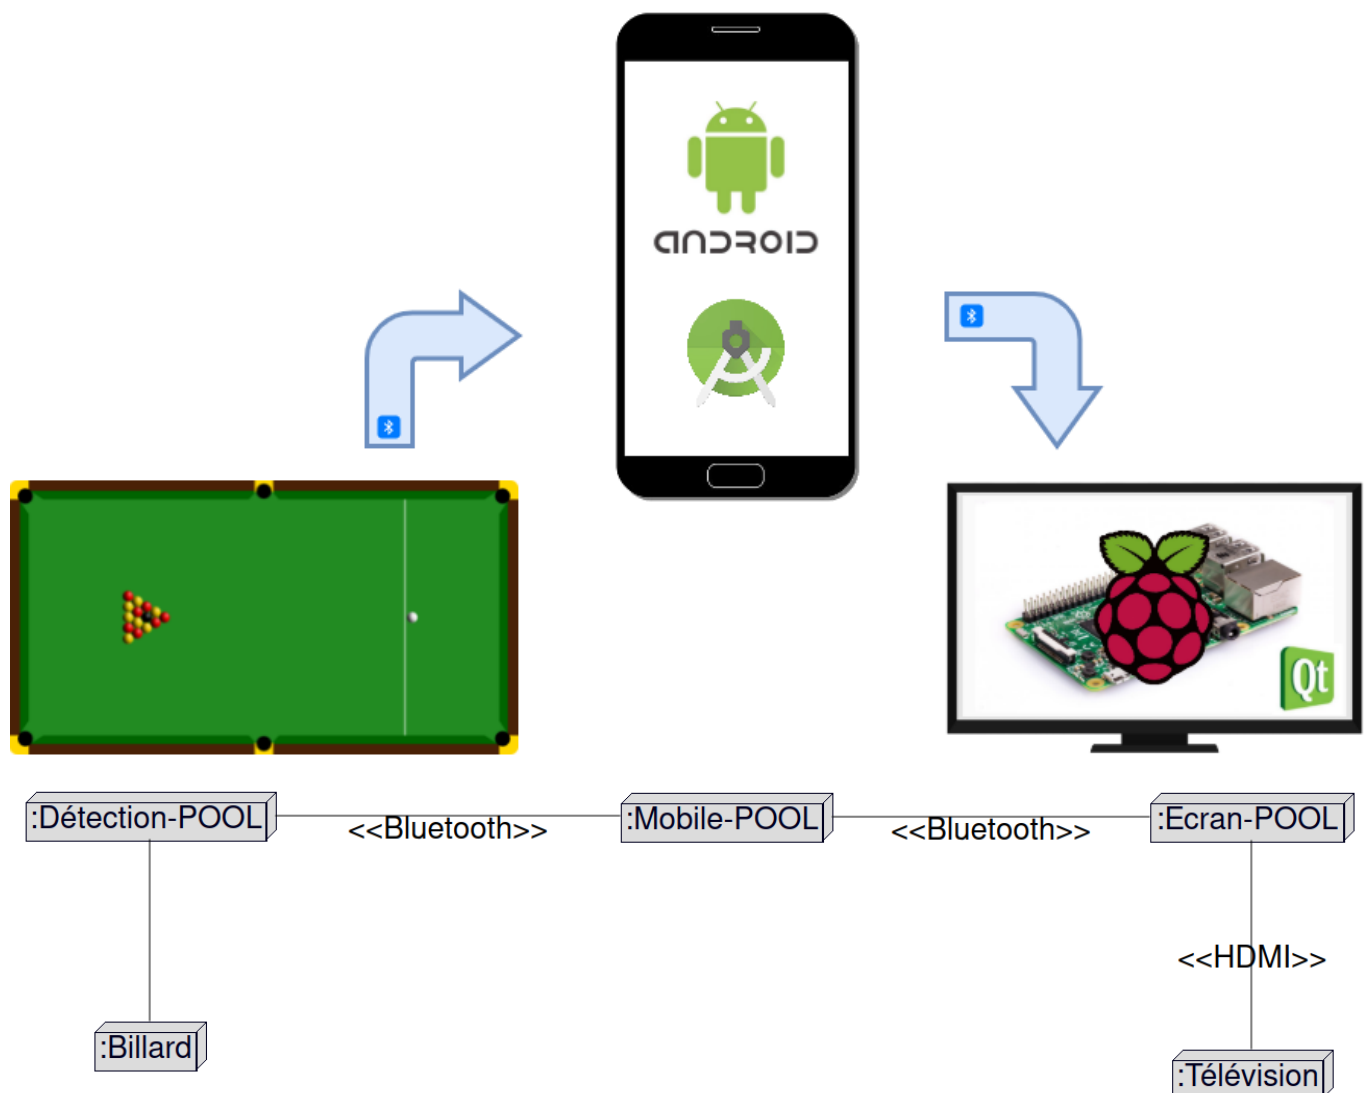 ANDROID
Qt
:Détection-POOL
<<Bluetooth>>
:Mobile-POOL
<<Bluetooth>>
:Ecran-POOL
<<HDMI>>
:Billard
:Télévision